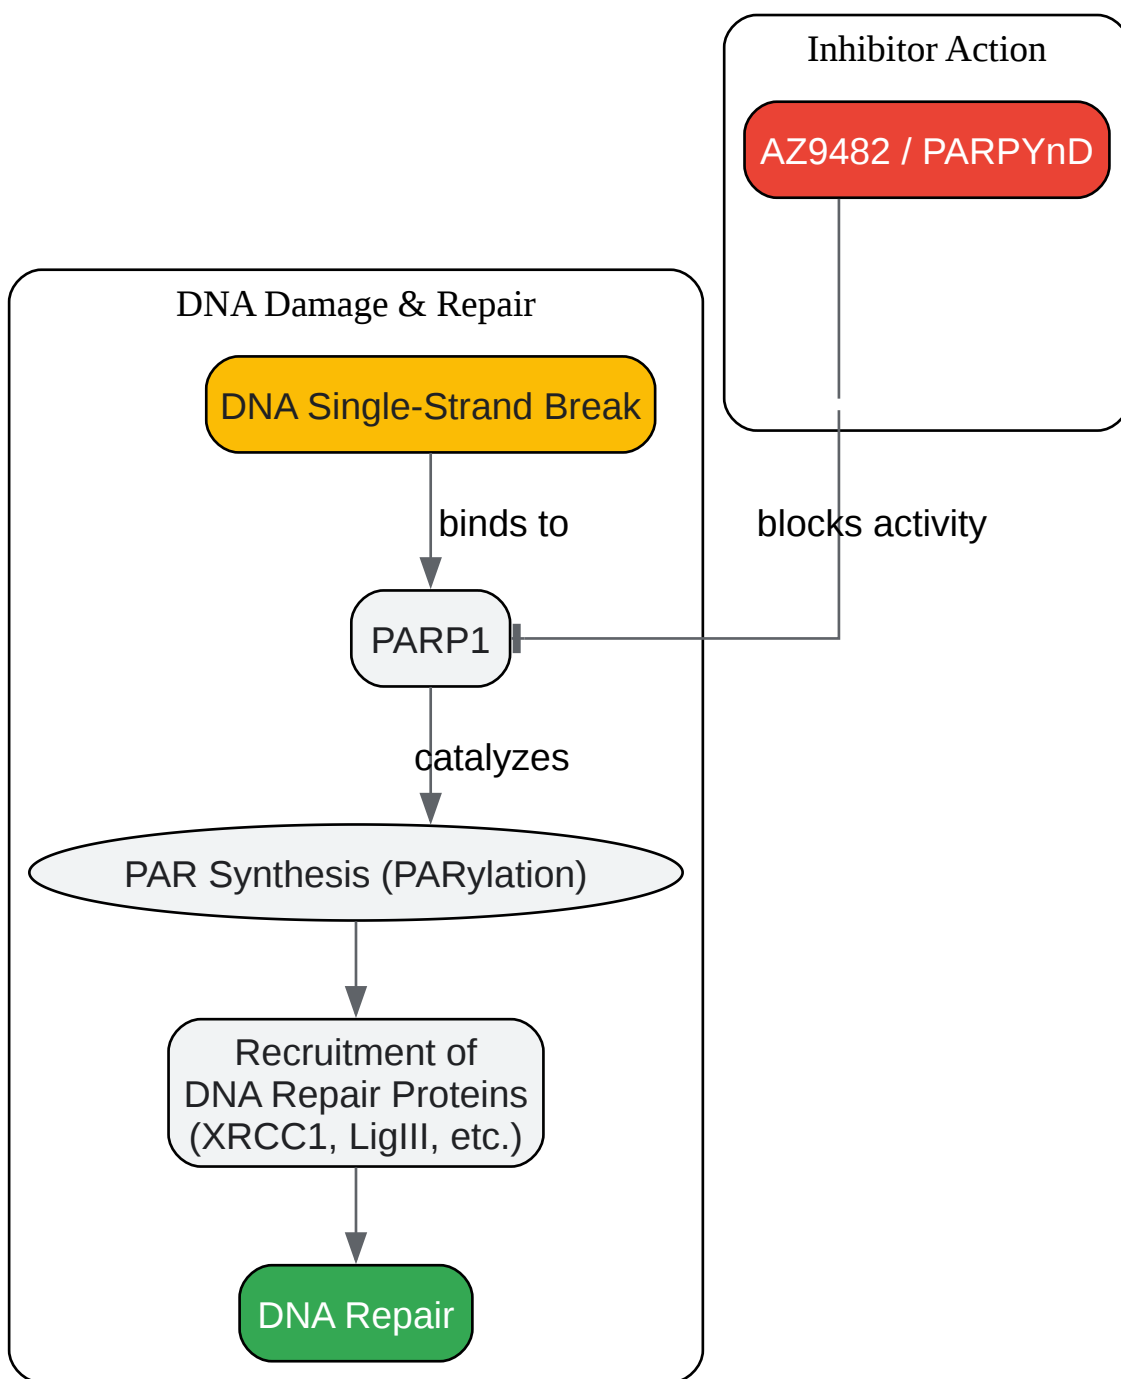 Inhibitor Action
AZ9482 / PARPYnD
DNA Damage & Repair
DNA Single-Strand Break
binds to
blocks activity
PARP1
catalyzes
PAR Synthesis (PARylation)
Recruitment of
DNA Repair Proteins
(XRCC1, LigIII, etc.)
DNA Repair